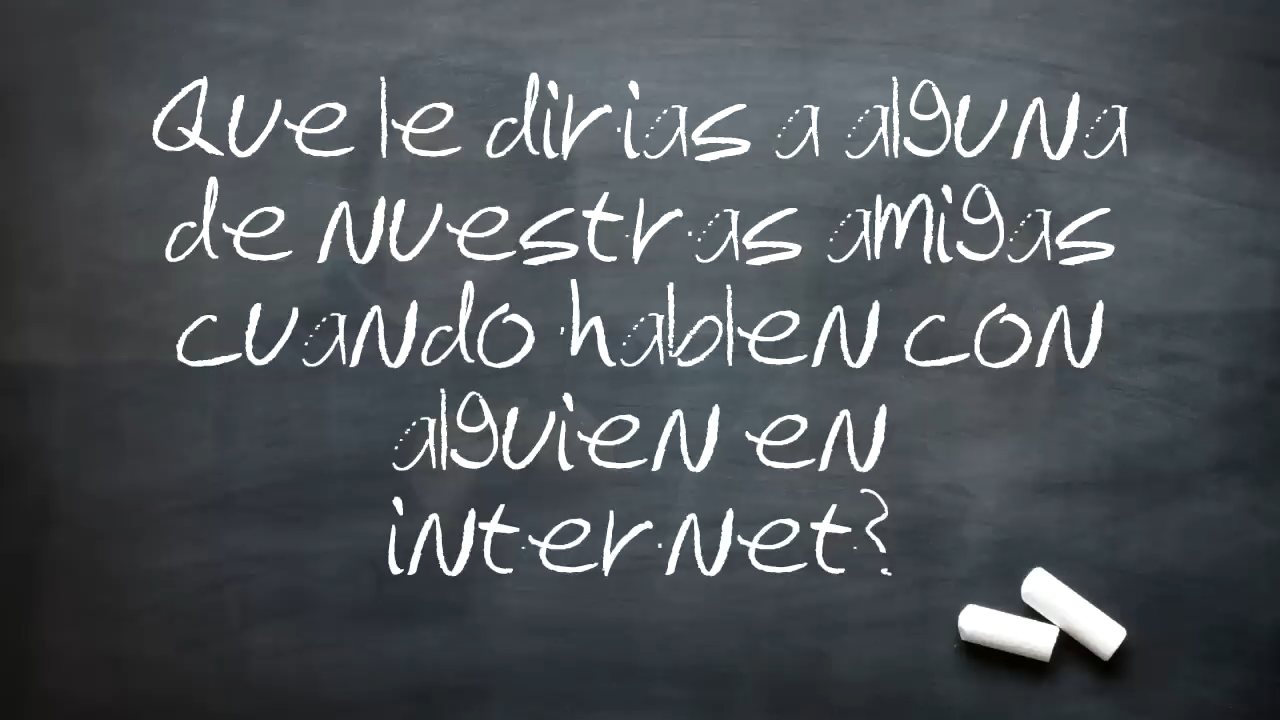 Que le dirias a alguna
de nuestras amigas
cuando hablen con
alguien en
internet?